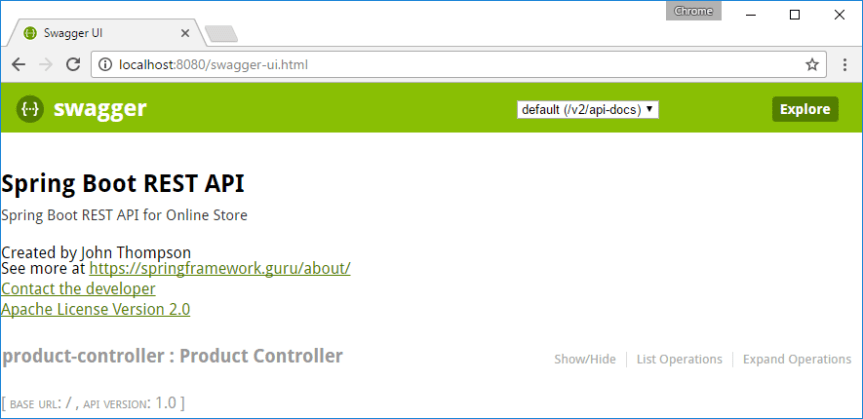 Chrome
Swagger UI
localhost:8080/swagger-ui.html
{··} swagger default (/v2/api-docs) Explore
Spring Boot REST API
Spring Boot REST API for Online Store
Created by John Thompson
See more at https://springframework.guru/about/
Contact the developer
Apache License Version 2.0
product-controller : Product Controller Show/Hide List Operations Expand Operations
[ BASE URL: / , API VERSION: 1.0 ]